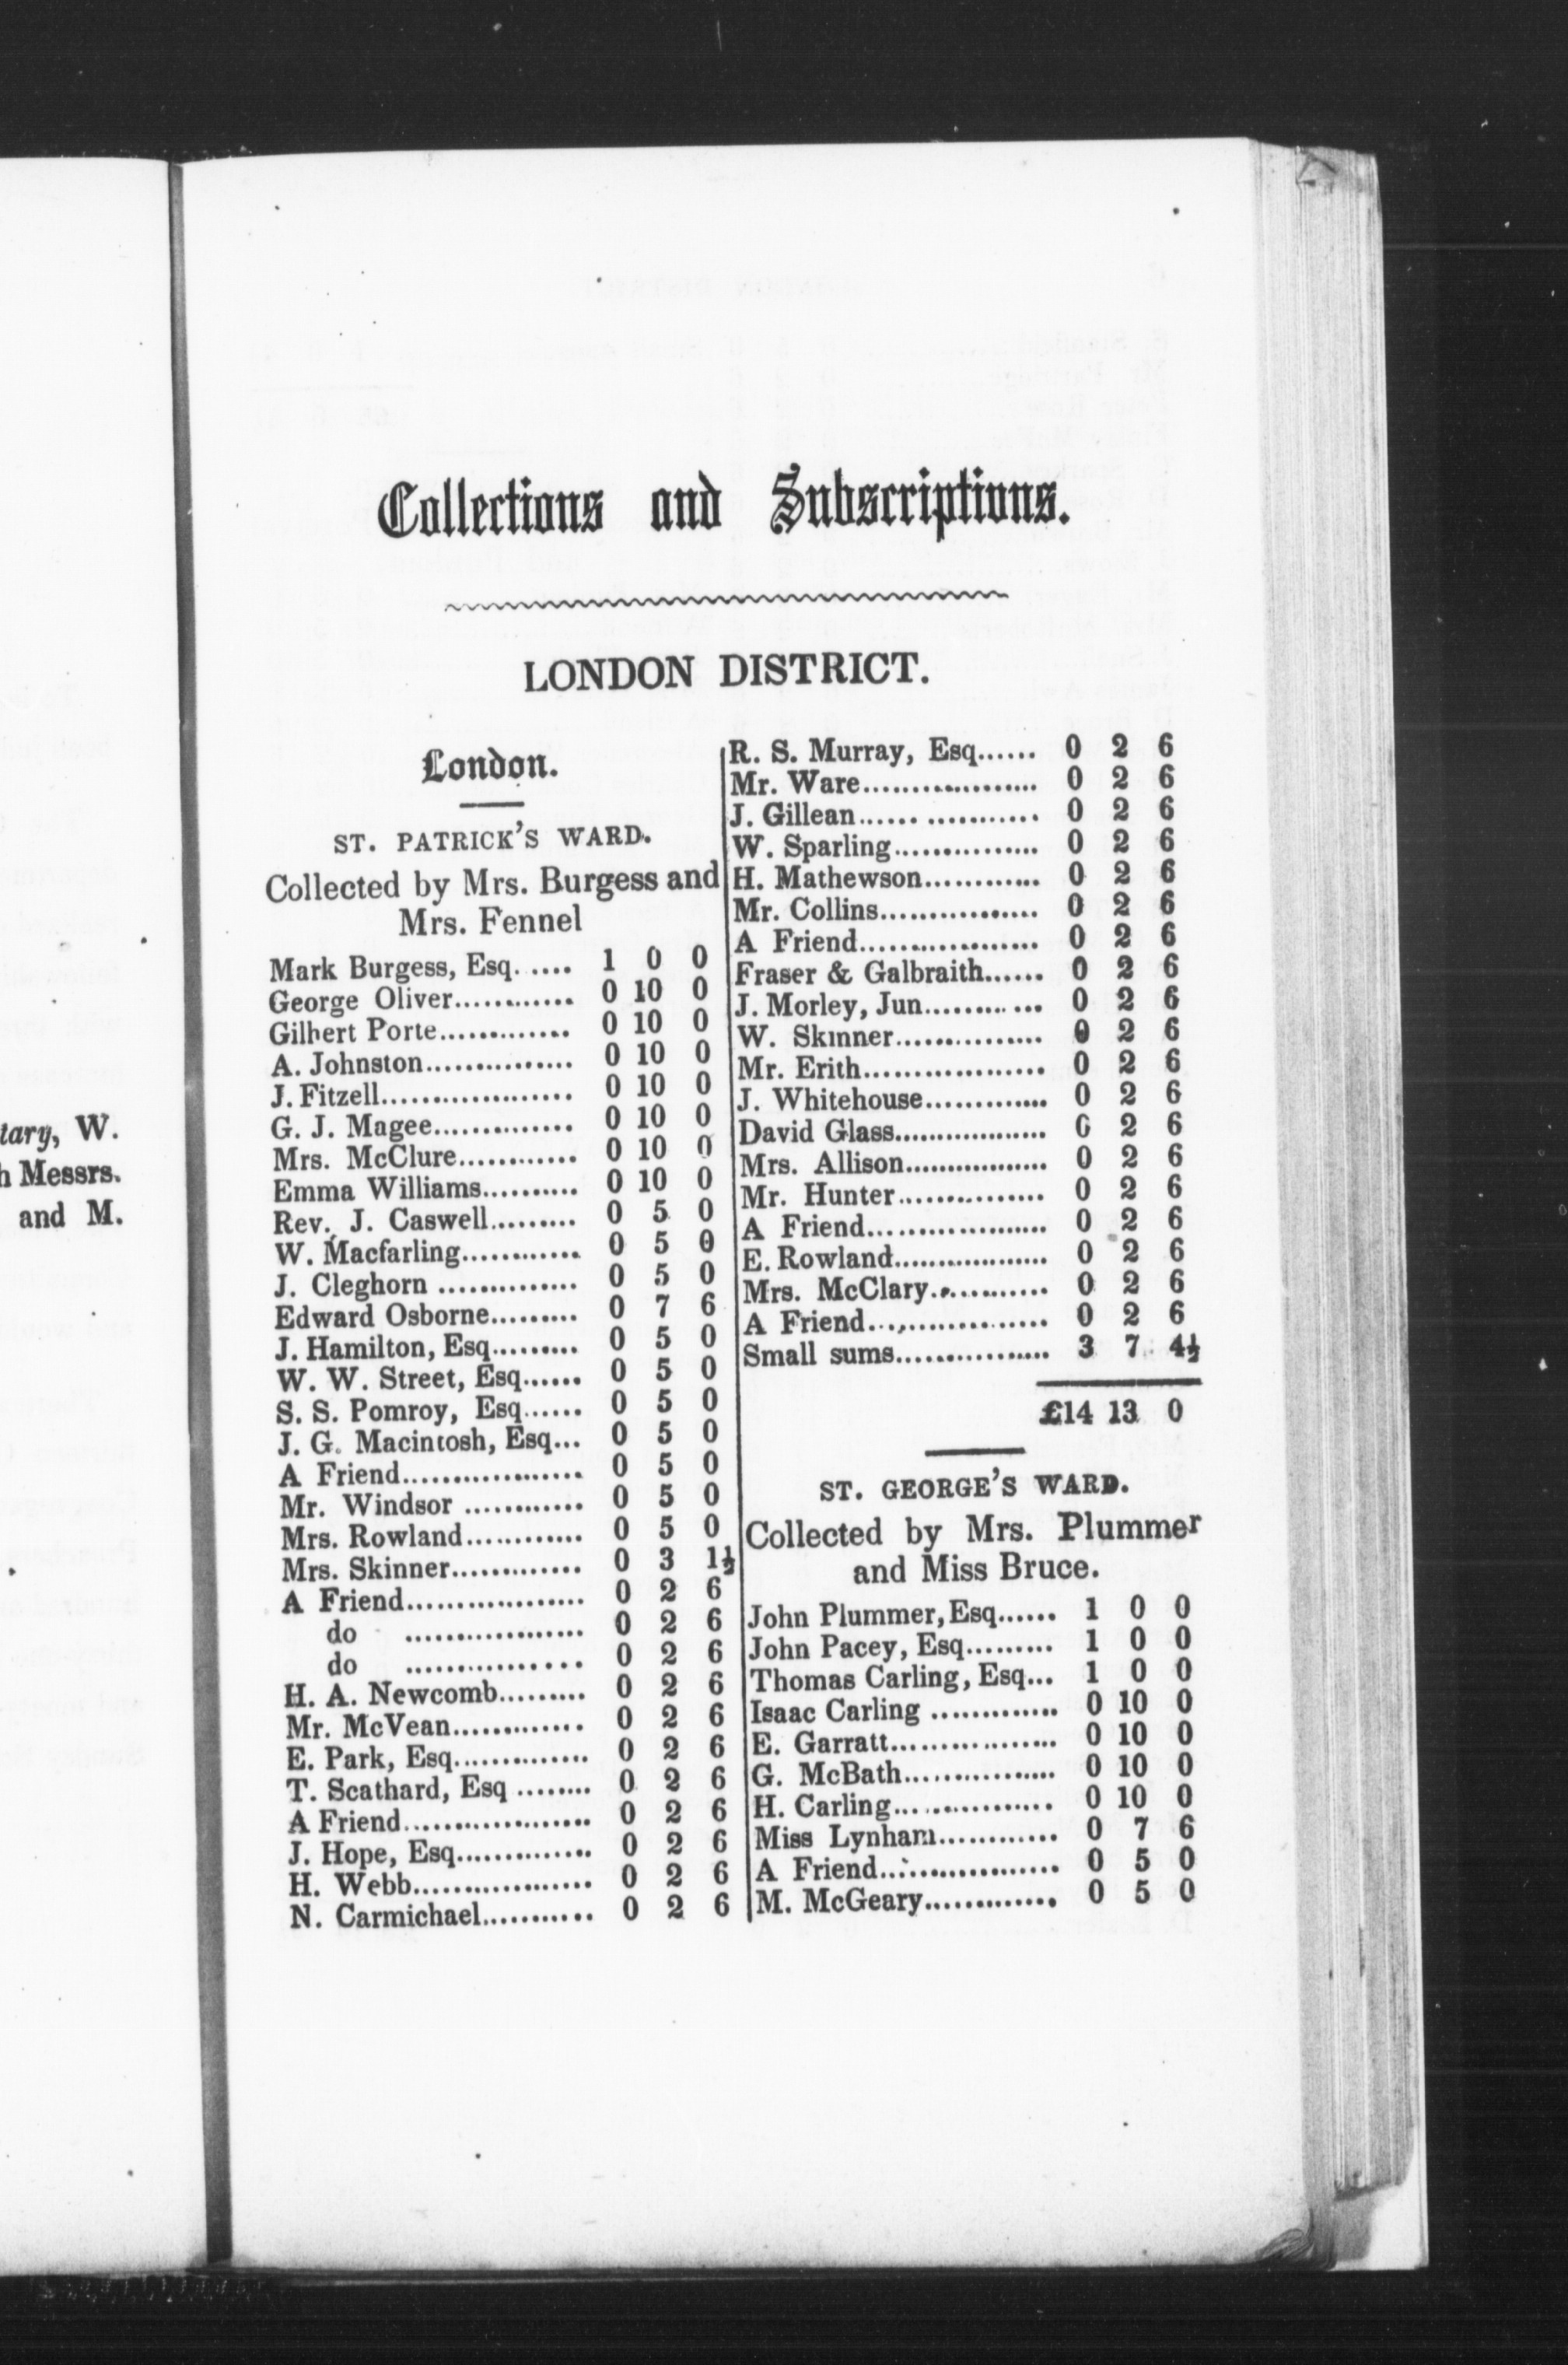 tary, W.
h Messrs.
and M.
Collections and Subscriptions.
LONDON DISTRICT.
London.
ST. PATRICK'S WARD.
Collected by Mrs. Burgess and
Mrs. Fennel
Mark Burgess, Esq. ..... 1 0 0
George Oliver............ 0 10 0
Gilbert Porte............. 0 10 0
A. Johnston............... 0 10 0
J. Fitzell................... 0 10 0
G. J. Magee.............. 0 10 0
Mrs. McClure............ 0 10 0
Emma Williams.......... 0 10 0
Rev. J. Caswell......... 0 5 0
W. Macfarling............ 0 5 0
J. Cleghorn .............. 0 5 0
Edward Osborne......... 0 7 6
J. Hamilton, Esq......... 0 5 0
W. W. Street, Esq...... 0 5 0
S. S. Pomroy, Esq...... 0 5 0
J. G. Macintosh, Esq... 0 5 0
A Friend.................. 0 5 0
Mr. Windsor ............ 0 5 0
Mrs. Rowland............ 0 5 0
Mrs. Skinner............. 0 3 1½
A Friend.................. 0 2 6
do .................. 0 2 6
do ................ 0 2 6
H. A. Newcomb......... 0 2 6
Mr. McVean............. 0 2 6
E. Park, Esq.............. 0 2 6
T. Scathard, Esq ........ 0 2 6
A Friend................... 0 2 6
J. Hope, Esq.............. 0 2 6
H. Webb.................. 0 2 6
N. Carmichael........... 0 2 6
R. S. Murray, Esq...... 0 2 6
Mr. Ware.................. 0 2 6
J. Gillean...... ........... 0 2 6
W. Sparling............... 0 2 6
H. Mathewson............ 0 2 6
Mr. Collins................ 0 2 6
A Friend.................. 0 2 6
Fraser & Galbraith...... 0 2 6
J. Morley, Jun......... ... 0 2 6
W. Skinner............... 0 2 6
Mr. Erith.................. 0 2 6
J. Whitehouse............. 0 2 6
David Glass.................. 0 2 6
Mrs. Allison................. 0 2 6
Mr. Hunter............... 0 2 6
A Friend.................. 0 2 6
E. Rowland.................. 0 2 6
Mrs. McClary............ 0 2 6
A Friend.................. 0 2 6
Small sums................ 3 7 4½
£14 13 0
ST. GEORGE'S WARD.
Collected by Mrs. Plummer
and Miss Bruce.
John Plummer, Esq...... 1 0 0
John Pacey, Esq......... 1 0 0
Thomas Carling, Esq... 1 0 0
Isaac Carling ............. 0 10 0
E. Garratt................. 0 10 0
G. McBath................ 0 10 0
H. Carling................ 0 10 0
Miss Lynham............ 0 7 6
A Friend.................. 0 5 0
M. McGeary............. 0 5 0